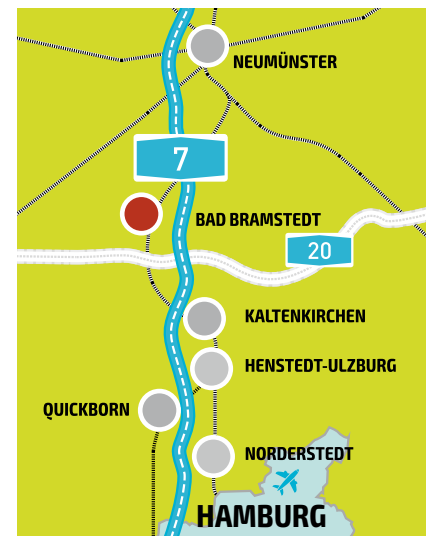 NEUMÜNSTER
7
BAD BRAMSTEDT
20
KALTENKIRCHEN
HENSTEDT-ULZBURG
QUICKBORN
NORDERSTEDT
HAMBURG